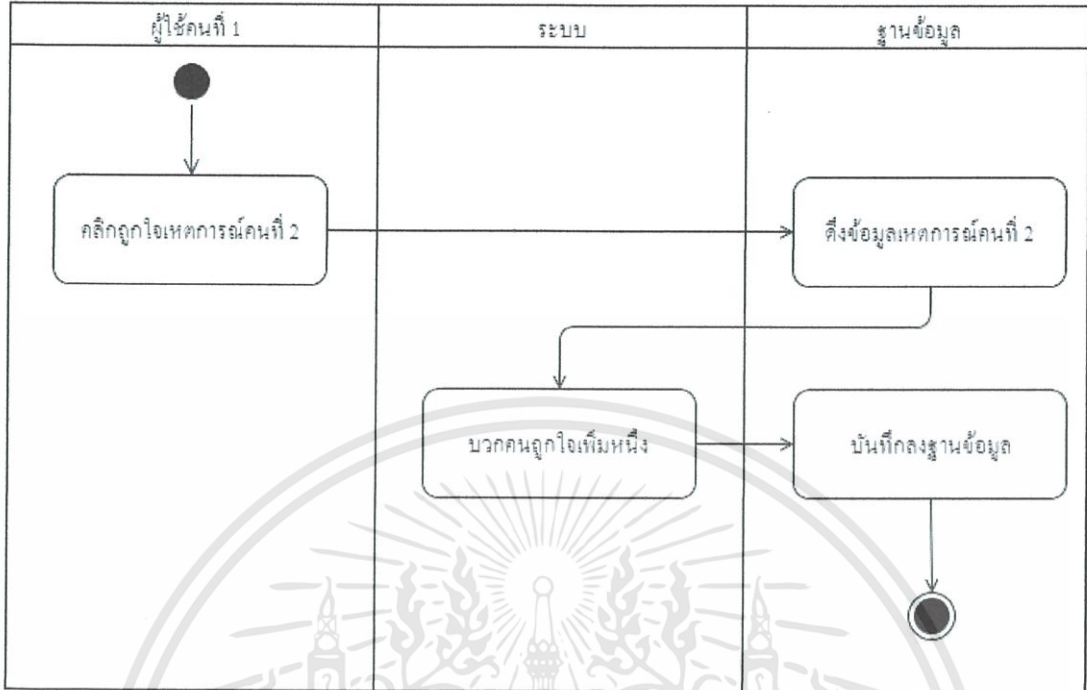 ผู้ใช้คนที่ 1
ระบบ
ฐานข้อมูล
คลิกถูกใจเหตการณ์คนที่ 2
ดึงข้อมูลเหตการณ์คนที่ 2
บวกคนถูกใจเพิ่มหนึ่ง
บันทึกลงฐานข้อมูล